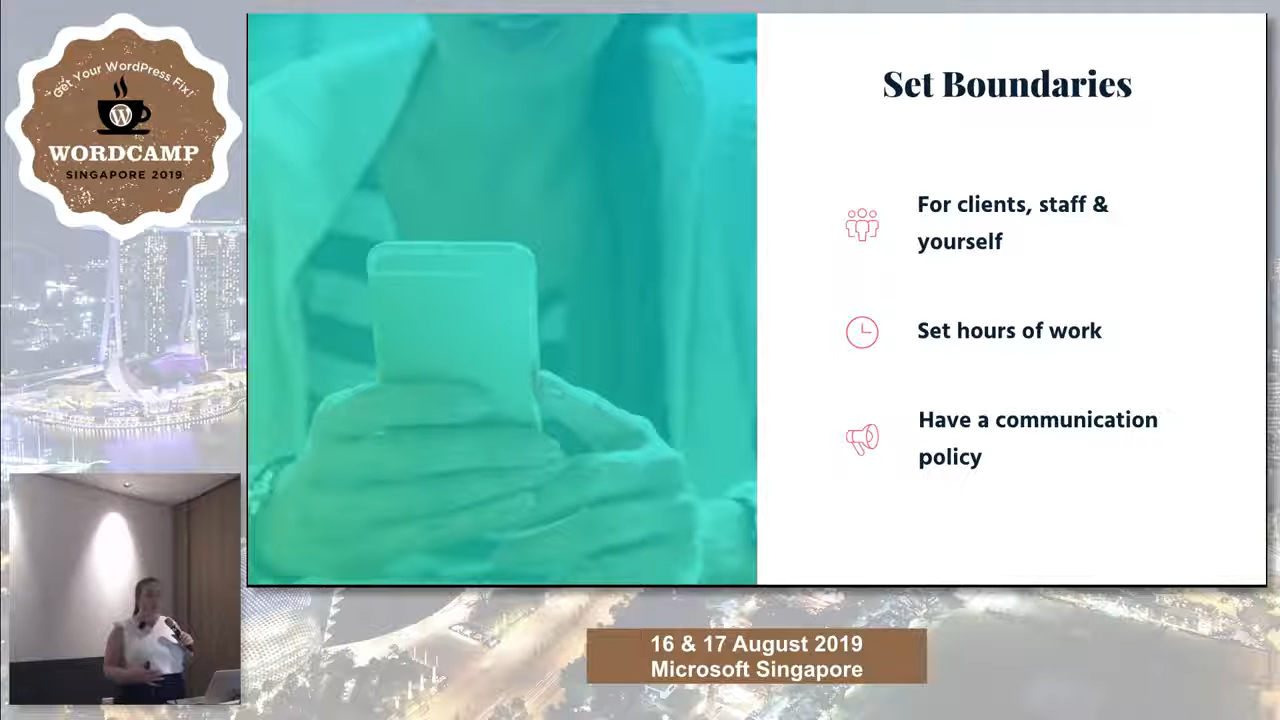 Get Your WordPress Fix!
WORDCAMP
SINGAPORE 2019
Set Boundaries
For clients, staff &
yourself
Set hours of work
Have a communication
policy
16 & 17 August 2019
Microsoft Singapore